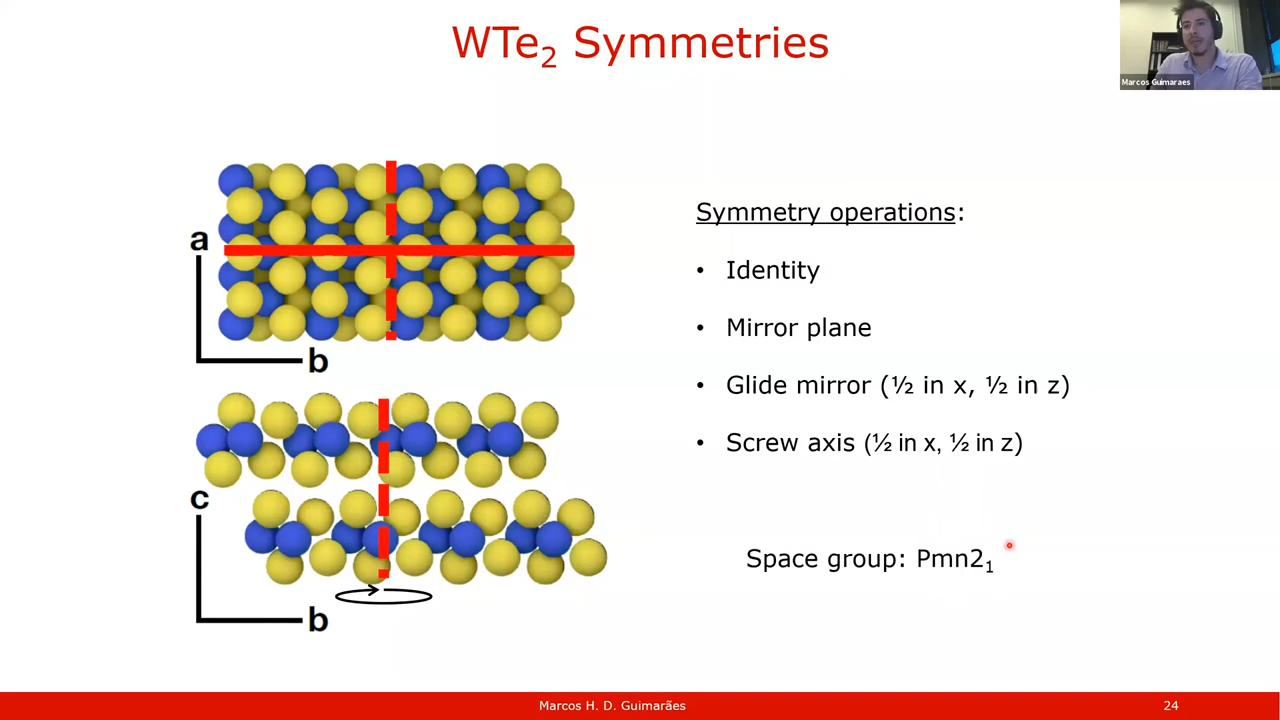 WTe₂ Symmetries
Marcos Guimaraes
a
b
Symmetry operations:
• Identity
• Mirror plane
• Glide mirror (½ in x, ½ in z)
• Screw axis (½ in x, ½ in z)
c
b
Space group: Pmn2₁
Marcos H. D. Guimarães
24